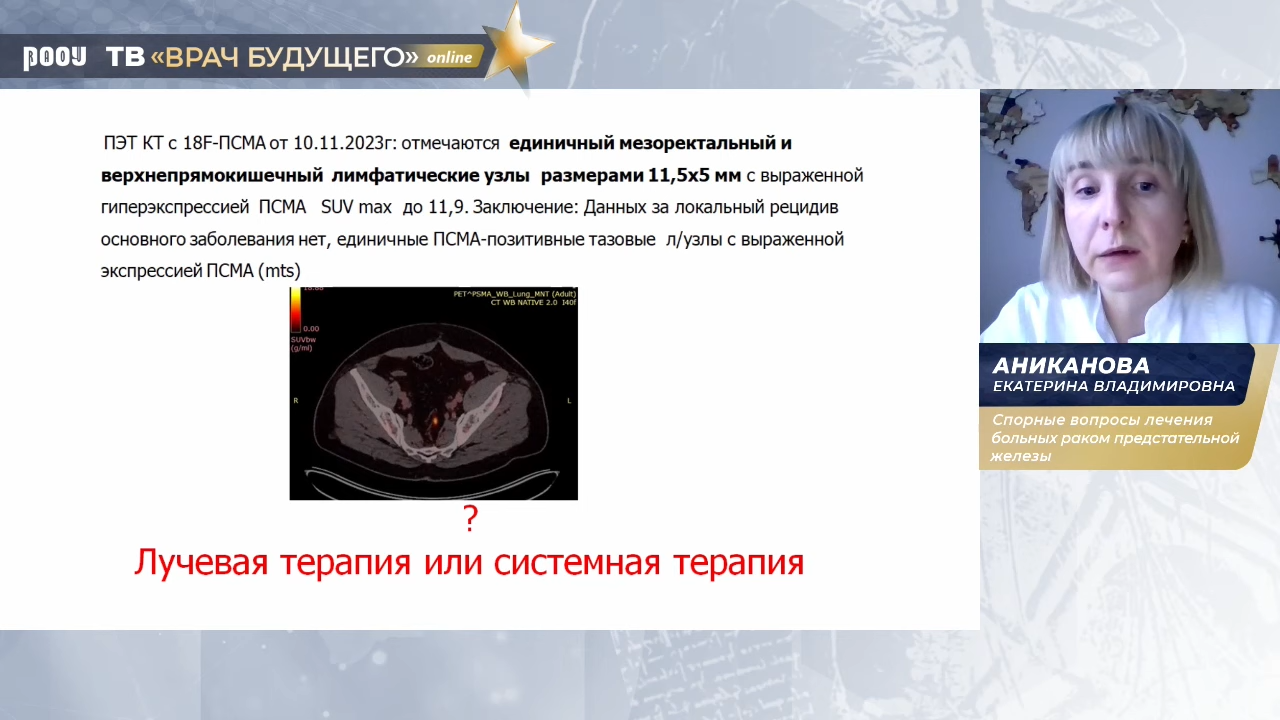 РООУ ТВ «ВРАЧ БУДУЩЕГО» online
ПЭТ КТ с 18F-ПСМА от 10.11.2023г: отмечаются единичный мезоректальный и
верхнепрямокишечный лимфатические узлы размерами 11,5х5 мм с выраженной
гиперэкспрессией ПСМА SUV max до 11,9. Заключение: Данных за локальный рецидив
основного заболевания нет, единичные ПСМА-позитивные тазовые л/узлы с выраженной
экспрессией ПСМА (mts)
PET^PSMA_WB_Lung_MNT (Adult)
CT WB NATIVE 2.0 I40f
0.00
SUVbw
(g/ml)
R
L
?
Лучевая терапия или системная терапия
АНИКАНОВА
ЕКАТЕРИНА ВЛАДИМИРОВНА
Спорные вопросы лечения
больных раком предстательной
железы